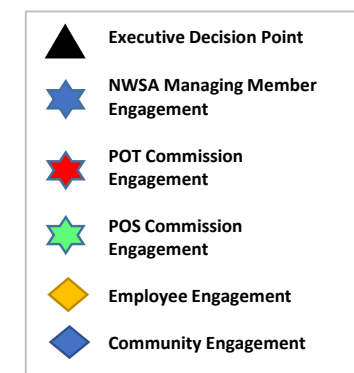 Executive Decision Point
NWSA Managing Member
Engagement
POT Commission
Engagement
POS Commission
Engagement
Employee Engagement
Community Engagement